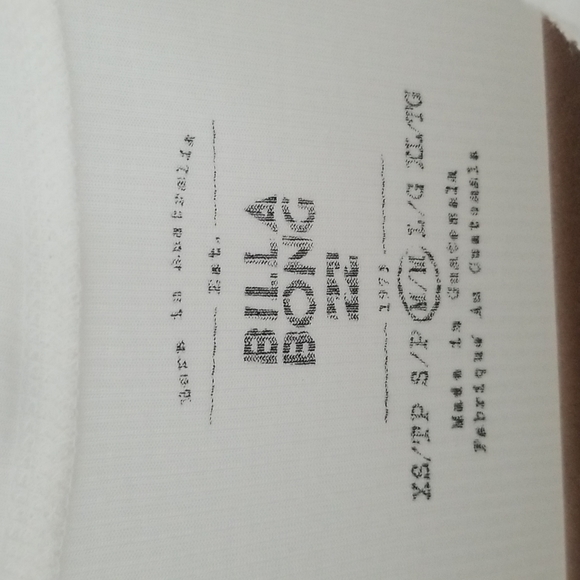 Born in Australia
Est.
BILLA
BONG
1973
XS/TP S/P M/M L/G XL/TG
Made in Guatemala
Fabriqué Au Guatemala